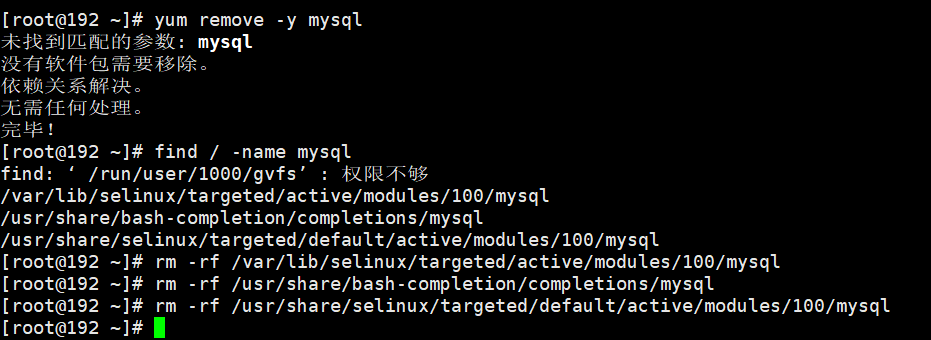 [root@192 ~]# yum remove -y mysql
未找到匹配的参数: mysql
没有软件包需要移除。
依赖关系解决。
无需任何处理。
完毕!
[root@192 ~]# find / -name mysql
find: ‘ /run/user/1000/gvfs’ : 权限不够
/var/lib/selinux/targeted/active/modules/100/mysql
/usr/share/bash-completion/completions/mysql
/usr/share/selinux/targeted/default/active/modules/100/mysql
[root@192 ~]# rm -rf /var/lib/selinux/targeted/active/modules/100/mysql
[root@192 ~]# rm -rf /usr/share/bash-completion/completions/mysql
[root@192 ~]# rm -rf /usr/share/selinux/targeted/default/active/modules/100/mysql
[root@192 ~]#